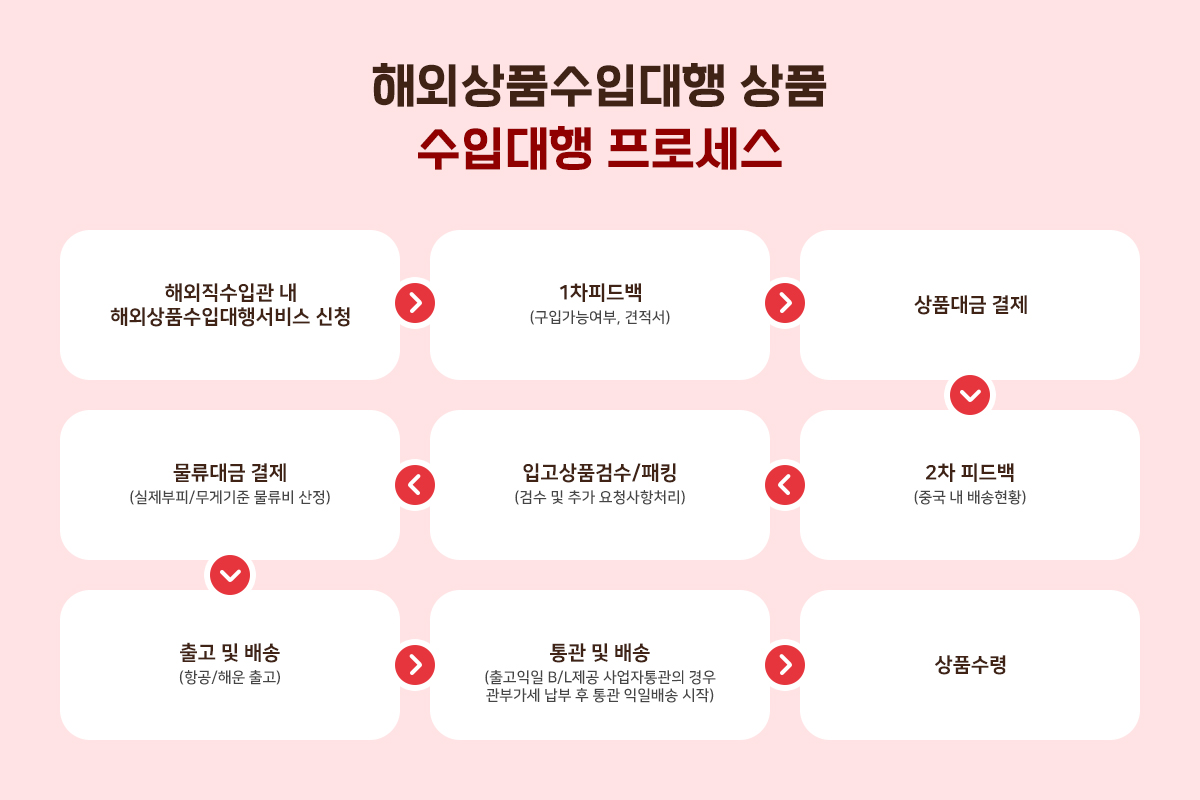 해외상품수입대행 상품
수입대행 프로세스
해외직수입관 내
해외상품수입대행서비스 신청
1차피드백
(구입가능여부, 견적서)
상품대금 결제
2차 피드백
(중국 내 배송현황)
입고상품검수/패킹
(검수 및 추가 요청사항처리)
물류대금 결제
(실제부피/무게기준 물류비 산정)
출고 및 배송
(항공/해운 출고)
통관 및 배송
(출고익일 B/L제공 사업자통관의 경우
관부가세 납부 후 통관 익일배송 시작)
상품수령